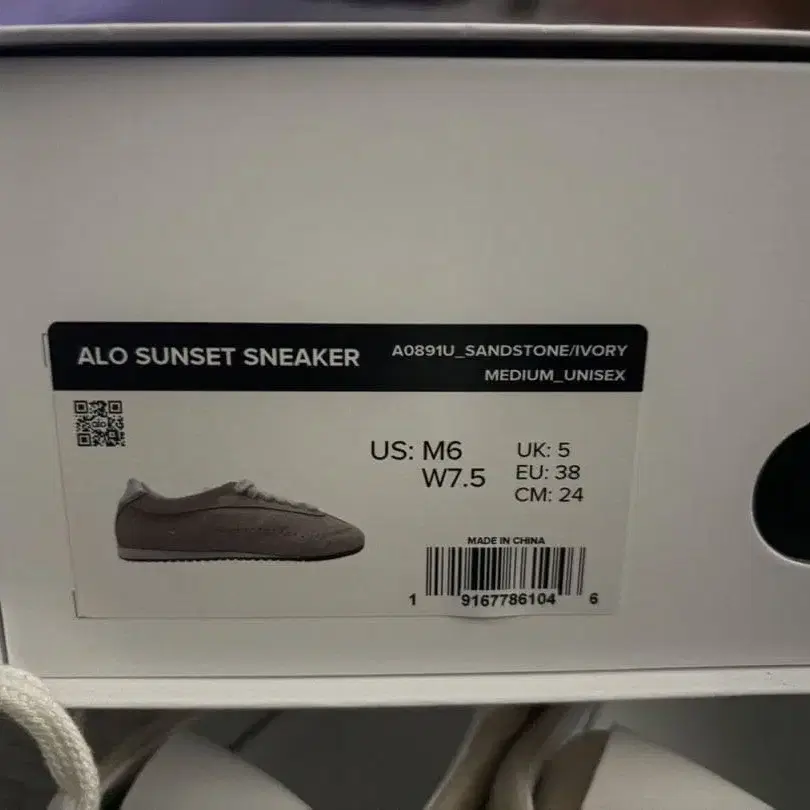 ALO SUNSET SNEAKER
A0891U_SANDSTONE/IVORY
MEDIUM_UNISEX
US: M6
W7.5
UK: 5
EU: 38
CM: 24
MADE IN CHINA
1 9167786104 6